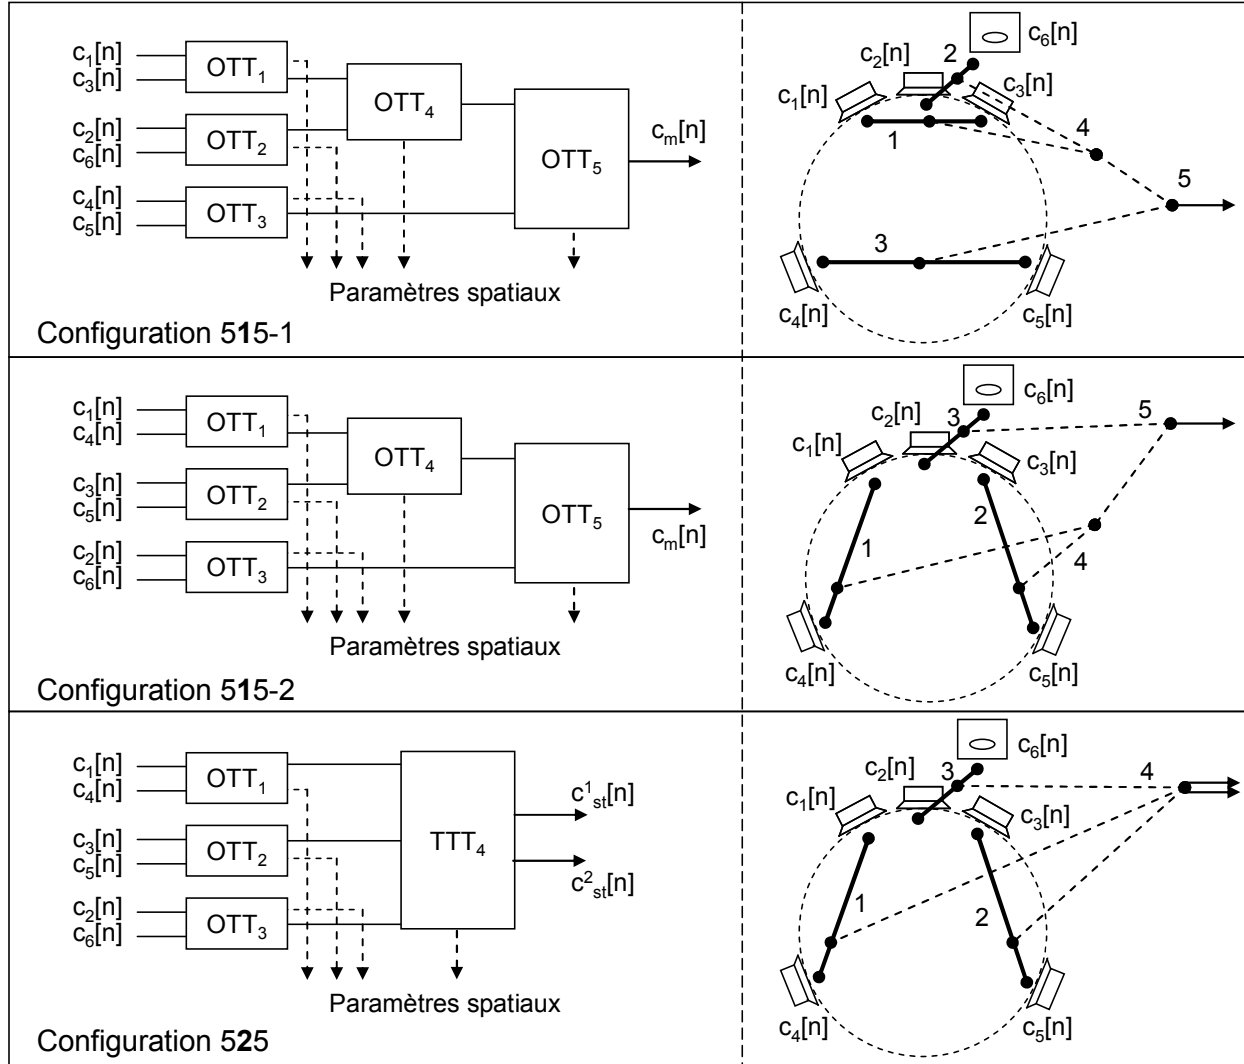 c₁[n]
c₃[n]
OTT₁
c₂[n]
c₆[n]
OTT₂
c₄[n]
c₅[n]
OTT₃
OTT₄
OTT₅
cₘ[n]
Paramètres spatiaux
Configuration 515-1
c₆[n]
c₂[n]
2
c₁[n]
c₃[n]
1
4
5
3
c₄[n]
c₅[n]
c₁[n]
c₄[n]
OTT₁
c₃[n]
c₅[n]
OTT₂
c₂[n]
c₆[n]
OTT₃
OTT₄
OTT₅
cₘ[n]
Paramètres spatiaux
Configuration 515-2
c₆[n]
c₂[n]
3
5
c₁[n]
c₃[n]
2
1
4
c₄[n]
c₅[n]
c₁[n]
c₄[n]
OTT₁
c₃[n]
c₅[n]
OTT₂
c₂[n]
c₆[n]
OTT₃
TTT₄
c¹ₛₜ[n]
c²ₛₜ[n]
Paramètres spatiaux
Configuration 525
c₆[n]
c₂[n]
3
4
c₁[n]
c₃[n]
1
2
c₄[n]
c₅[n]